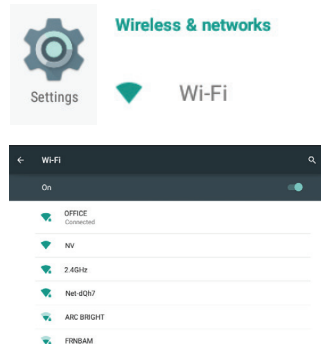 Wireless & networks
Settings
Wi-Fi
Wi-Fi
On
OFFICE
Connected
NV
2.4GHz
Net-dQh7
ARC BRIGHT
FRNBAM